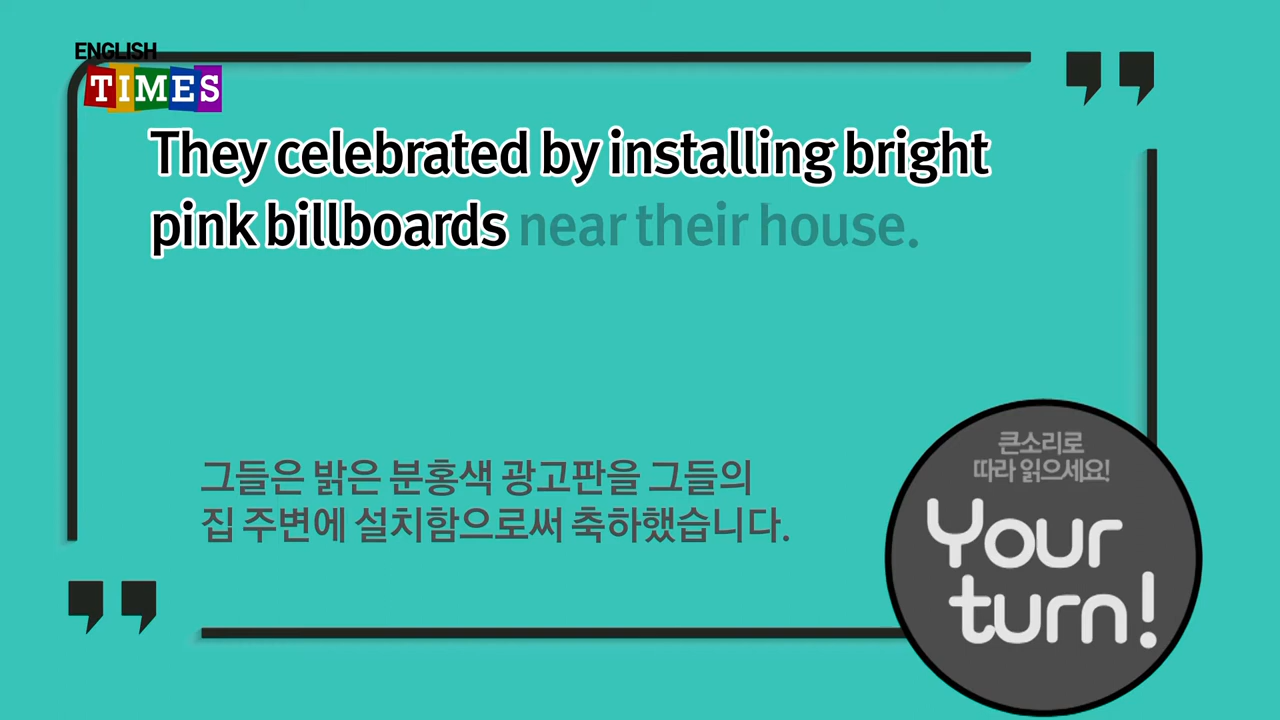 ENGLISH
TIMES
They celebrated by installing bright
pink billboards near their house.
그들은 밝은 분홍색 광고판을 그들의
집 주변에 설치함으로써 축하했습니다.
큰소리로
따라 읽으세요!
Your
turn!